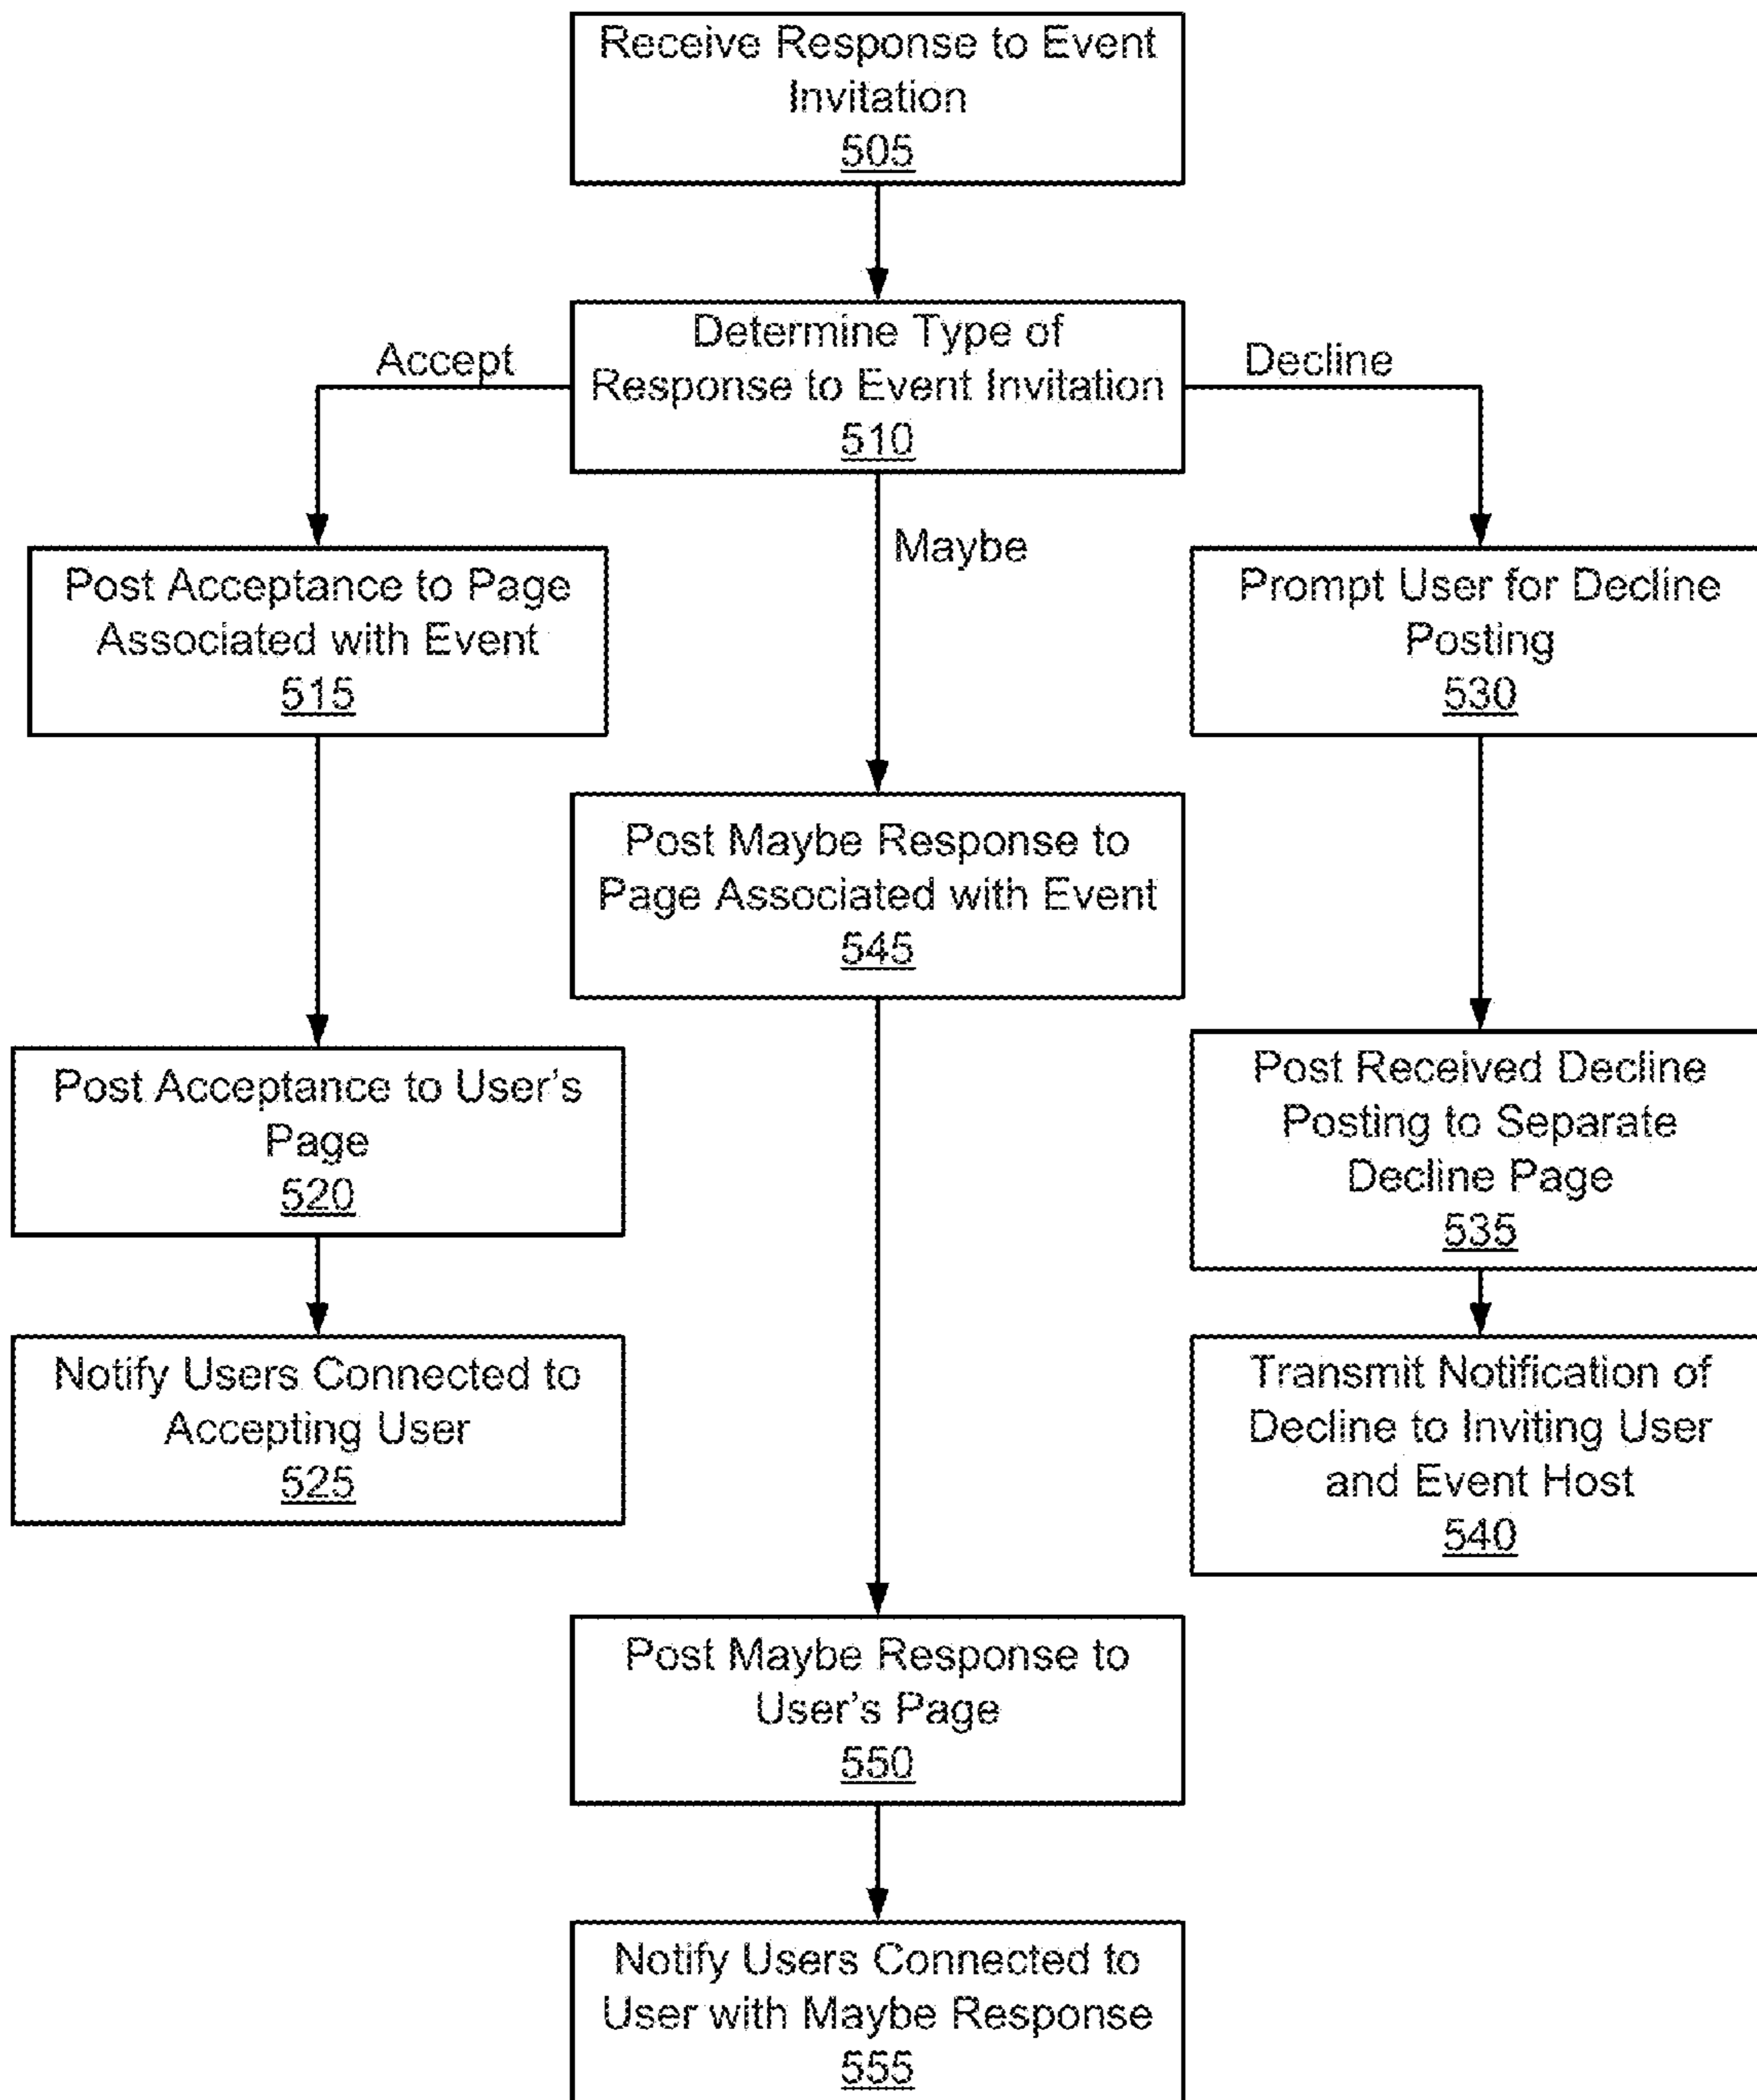 Receive Response to Event
Invitation
505
Determine Type of
Response to Event Invitation
510
Accept
Decline
Maybe
Post Acceptance to Page
Associated with Event
515
Prompt User for Decline
Posting
530
Post Maybe Response to
Page Associated with Event
545
Post Acceptance to User's
Page
520
Post Received Decline
Posting to Separate
Decline Page
535
Notify Users Connected to
Accepting User
525
Transmit Notification of
Decline to Inviting User
and Event Host
540
Post Maybe Response to
User's Page
550
Notify Users Connected to
User with Maybe Response
555